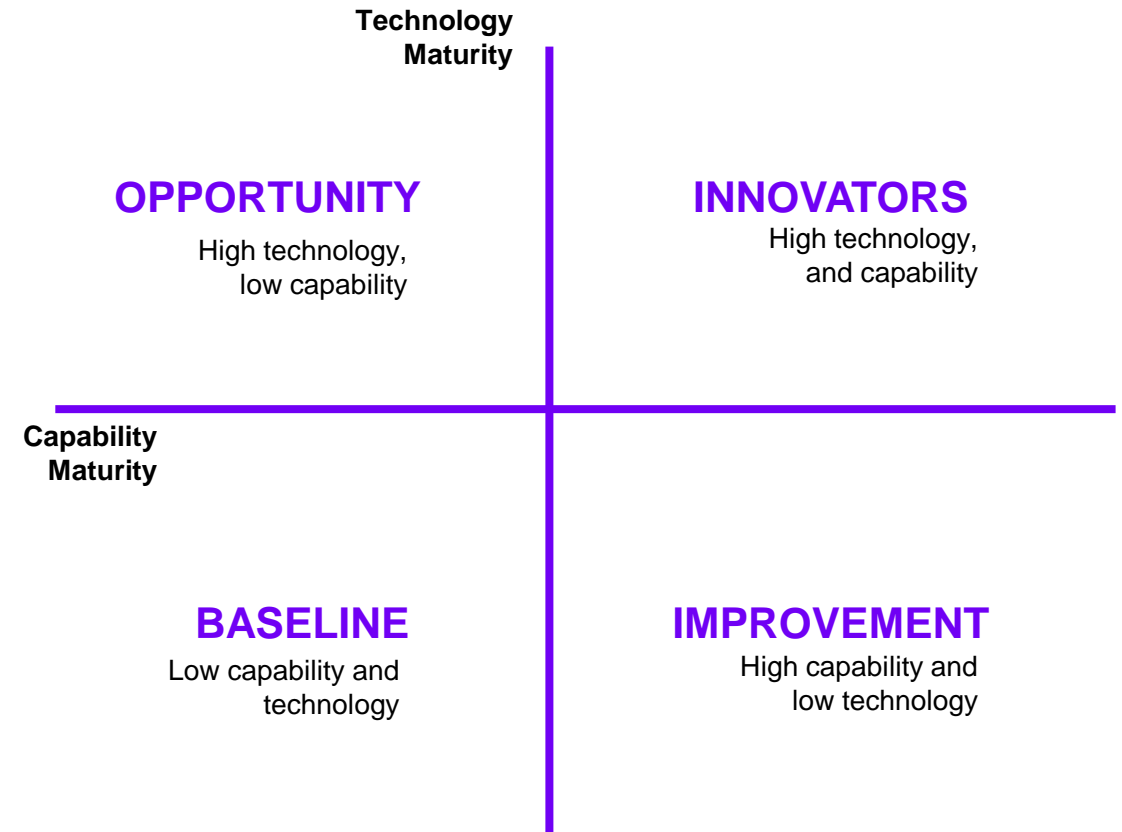 Technology
Maturity
OPPORTUNITY
High technology,
low capability
INNOVATORS
High technology,
and capability
Capability
Maturity
BASELINE
Low capability and
technology
IMPROVEMENT
High capability and
low technology